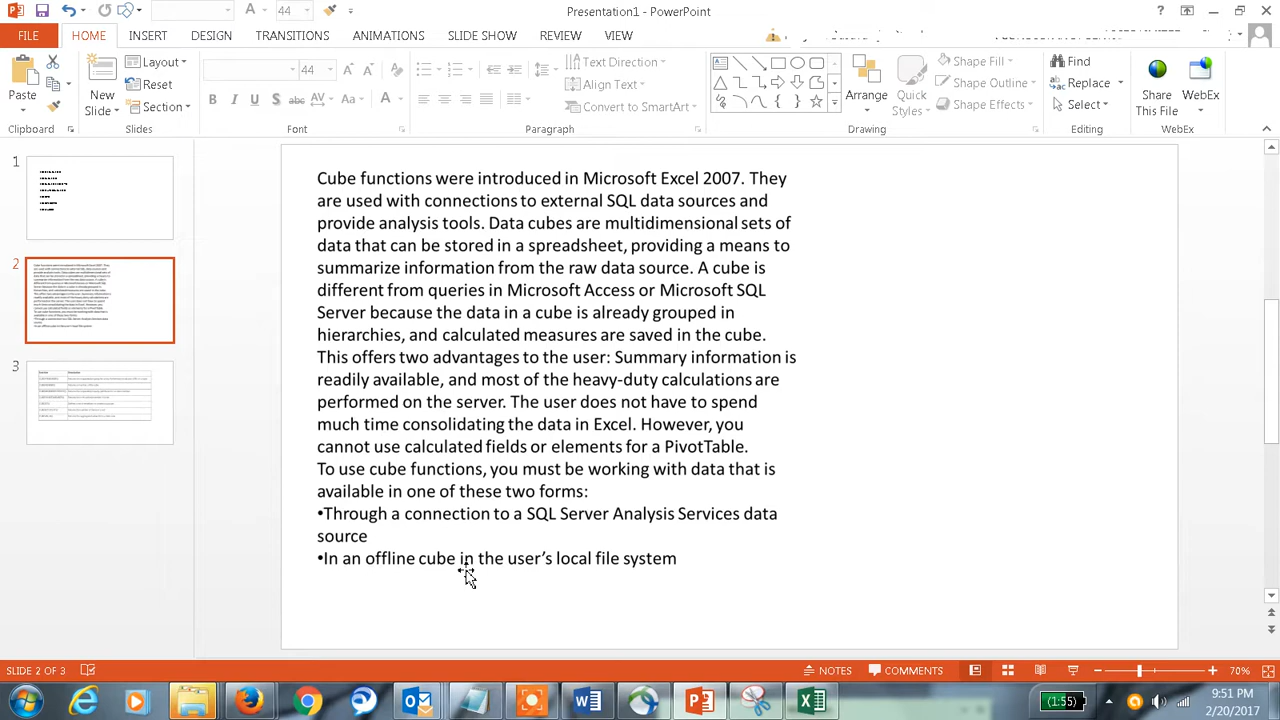 44
Presentation1 - PowerPoint
FILE HOME INSERT DESIGN TRANSITIONS ANIMATIONS SLIDE SHOW REVIEW VIEW
Paste
New Slide
Layout
Reset
Section
44
Text Direction
Align Text
Convert to SmartArt
Arrange
Quick Styles
Shape Fill
Shape Outline
Shape Effects
Find
Replace
Select
Share This File
WebEx
Clipboard Slides Font Paragraph Drawing Editing WebEx
1
2
3
Cube functions were introduced in Microsoft Excel 2007. They
are used with connections to external SQL data sources and
provide analysis tools. Data cubes are multidimensional sets of
data that can be stored in a spreadsheet, providing a means to
information from the raw data source. A cube is
different from queries in Microsoft Access or Microsoft SQL
because the data in a cube is already grouped in
hierarchies, and calculated measures are saved in the cube.
This offers two advantages to the user: Summary information is
available, and most of the heavy-duty calculation are
performed on the source. The user does not have to spend
much time consolidating the data in Excel. However, you
cannot use calculated fields or elements for a PivotTable.
To use cube functions, you must be working with data that is
available in one of these two forms:
•Through a connection to a SQL Server Analysis Services data
source
•In an offline cube in the user’s local file system
SLIDE 2 OF 3
NOTES
COMMENTS
70%
(1:55)
9:51 PM
2/20/2017